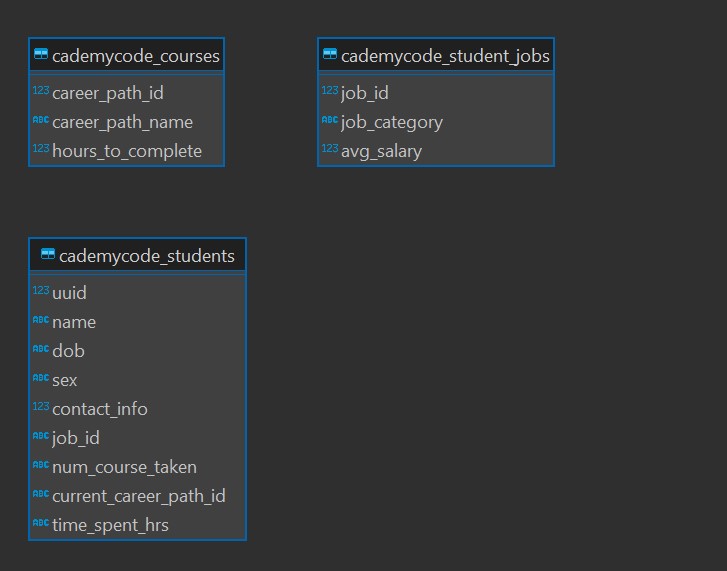 cademycode_courses
123 career_path_id
ABC career_path_name
123 hours_to_complete
cademycode_student_jobs
123 job_id
ABC job_category
123 avg_salary
cademycode_students
123 uuid
ABC name
ABC dob
ABC sex
123 contact_info
ABC job_id
ABC num_course_taken
ABC current_career_path_id
ABC time_spent_hrs